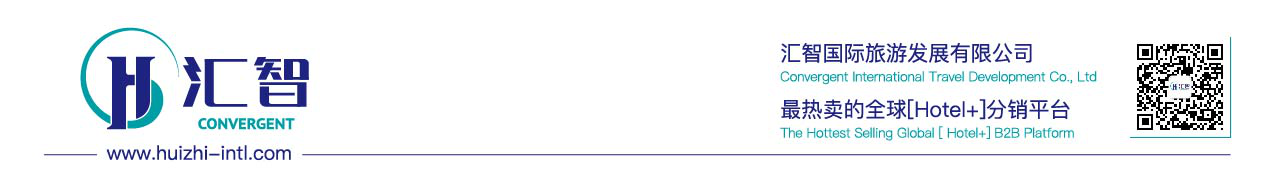 汇智
CONVERGENT
www.huizhi-intl.com
汇智国际旅游发展有限公司
Convergent International Travel Development Co., Ltd
最热卖的全球[Hotel+]分销平台
The Hottest Selling Global [ Hotel+] B2B Platform